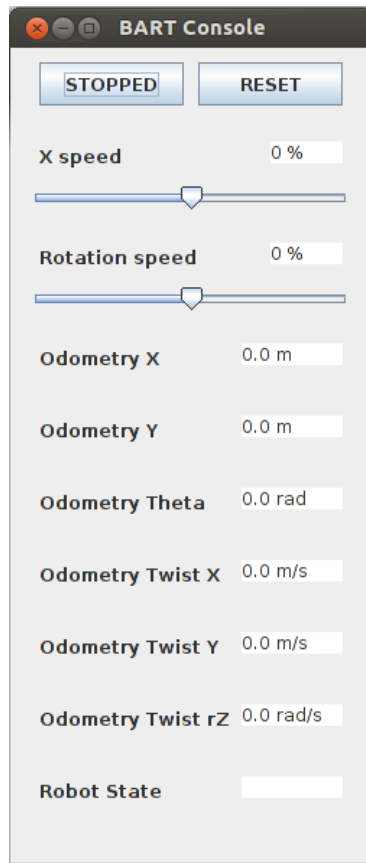 BART Console
STOPPED RESET
X speed 0 %
Rotation speed 0 %
Odometry X 0.0 m
Odometry Y 0.0 m
Odometry Theta 0.0 rad
Odometry Twist X 0.0 m/s
Odometry Twist Y 0.0 m/s
Odometry Twist rZ 0.0 rad/s
Robot State